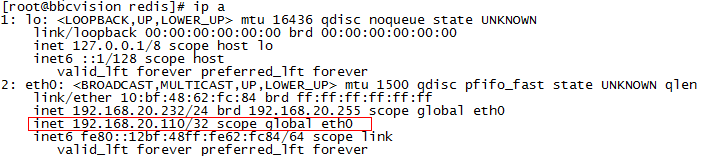 [root@bbcvision redis]# ip a
1: lo: <LOOPBACK,UP,LOWER_UP> mtu 16436 qdisc noqueue state UNKNOWN
link/loopback 00:00:00:00:00:00 brd 00:00:00:00:00:00
inet 127.0.0.1/8 scope host lo
inet6 ::1/128 scope host
valid_lft forever preferred_lft forever
2: eth0: <BROADCAST,MULTICAST,UP,LOWER_UP> mtu 1500 qdisc pfifo_fast state UNKNOWN qlen
link/ether 10:bf:48:62:fc:84 brd ff:ff:ff:ff:ff:ff
inet 192.168.20.232/24 brd 192.168.20.255 scope global eth0
inet 192.168.20.110/32 scope global eth0
inet6 fe80::12bf:48ff:fe62:fc84/64 scope link
valid_lft forever preferred_lft forever